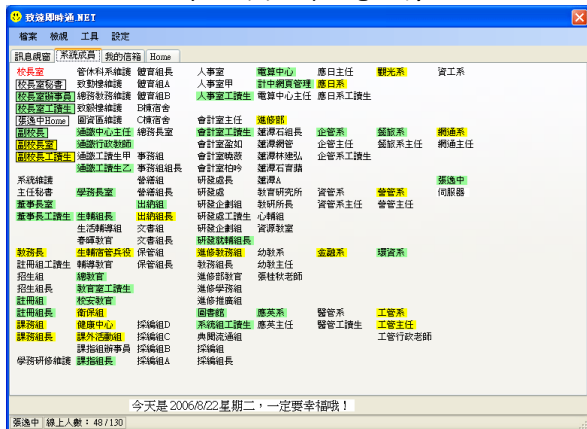 致遠即時通.NET
檔案 檢視 工具 設定
訊息視窗 系統成員 我的信箱 Home
校長室 管休科系維護 體育組長 人事室 電算中心 應日主任 觀光系 資工系
校長室秘書 致動樓維護 體育組A 人事室甲 計中網頁管理 應日系
校長室辦事員 總務教務維護 體育組B 人事室工讀生 電算中心主任 應日系工讀生
校長室工讀生 致毅樓維護 B棟宿舍
張逸中Home 圖資區維護 C棟宿舍 會計室主任 進修部
副校長 通識中心主任 總務長室 會計室工讀生 蓮潭石組長 企管系 餐旅系 網通系
副校長室 通識行政教師 會計室盈如 蓮潭網管 企管主任 餐旅系主任 網通主任
副校長工讀生 通識工讀生甲 事務組 會計室曉薇 蓮潭林建弘 企管系工讀生
通識工讀生乙 事務組組長 會計室柏吟 蓮潭石育蘋
系統維護 營繕組 研發處長 蓮潭A 張逸中
主任秘書 學務長室 營繕組長 研發處 教育研究所 資管系 營管系 伺服器
董事長室 出納組 研發企劃組 教研所長 資管系主任 營管主任
董事長工讀生 生輔組長 出納組長 研發處工讀生 心輔組
生活輔導組 文書組 研發企劃組 資源教室
春暉教官 文書組長 研發就輔組長
教務長 生輔宿管兵役 保管組 進修教務組 幼教系 金融系 環資系
註冊組工讀生 輔導教官 保管組長 教務組長 幼教主任
招生組 總教官 進修部教官 張桂秋老師
招生組長 教官室工讀生 進修學務組
註冊組 校安教官 進修推廣組
註冊組長 衛保組 圖書館 應英系 醫管系 工管系
課務組 健康中心 採編組D 系統組工讀生 應英主任 醫管工讀生 工管主任
課務組長 課外活動組 採編組C 典閱流通組 工管行政老師
課指組辦事員 採編組B 採編組
學務研修維護 課指組長 採編組A 採編組長
今天是 2006/8/22星期二，一定要幸福哦！
張逸中 線上人數：48/130